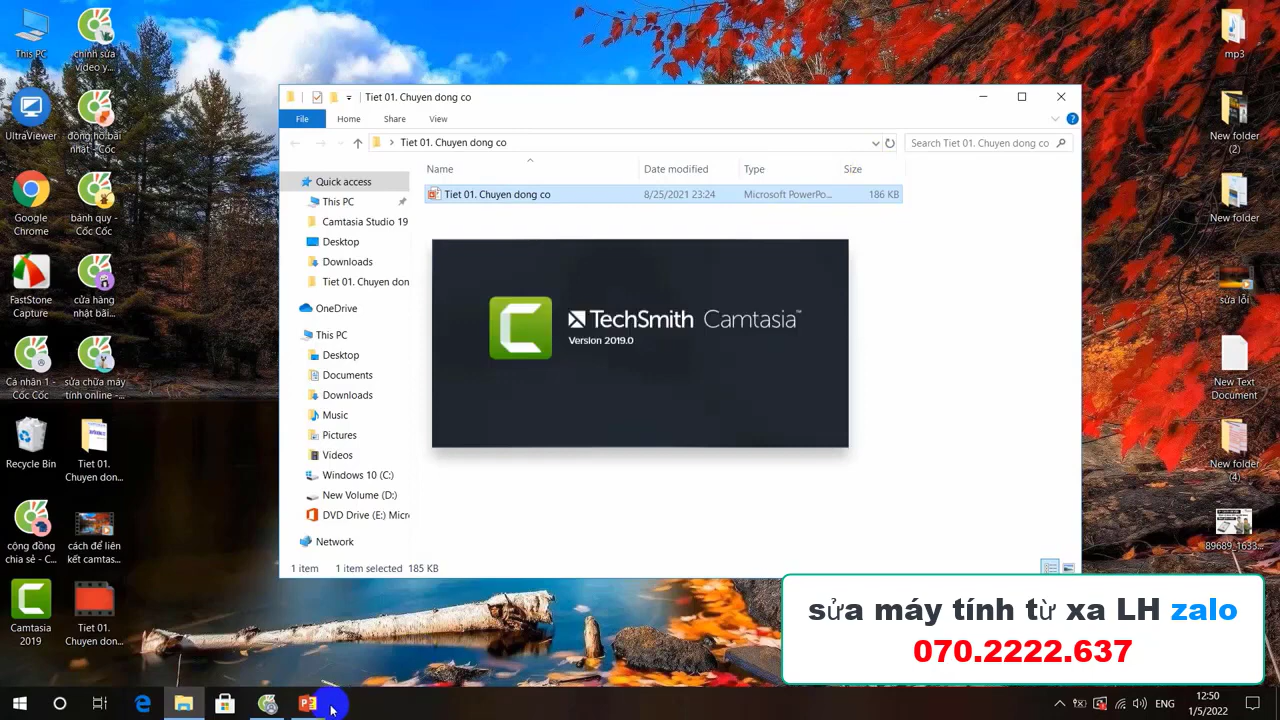 This PC
chỉnh sửa
video y...
UltraViewer
đông hồ bài
nhật - Cốc
Google
Chrome
bánh quy -
Cốc Cốc
FastStone
Capture
cửa hàng
nhật bãi...
Cá nhân 1 -
Cốc Cốc
sửa chữa máy
tính online -...
Recycle Bin
Tiet 01.
Chuyen don...
cộng đồng
chia sẻ - C...
cách để liên
kết camtas...
Camtasia
2019
Tiet 01.
Chuyen don...
Tiet 01. Chuyen dong co
File
Home
Share
View
Tiet 01. Chuyen dong co
Search Tiet 01. Chuyen dong co
Name
Date modified
Type
Size
Tiet 01. Chuyen dong co
8/25/2021 23:24
Microsoft PowerPo...
186 KB
Quick access
This PC
Camtasia Studio 19
Desktop
Downloads
Tiet 01. Chuyen don
OneDrive
This PC
Desktop
Documents
Downloads
Music
Pictures
Videos
Windows 10 (C:)
New Volume (D:)
DVD Drive (E:) Micr
Network
1 item
1 item selected 185 KB
TechSmith Camtasia™
Version 2019.0
mp3
New folder
(2)
New folder
sửa lỗi
New Text
Document
New folder
(4)
89689_1633...
sửa máy tính từ xa LH zalo
070.2222.637
ENG
12:50
1/5/2022